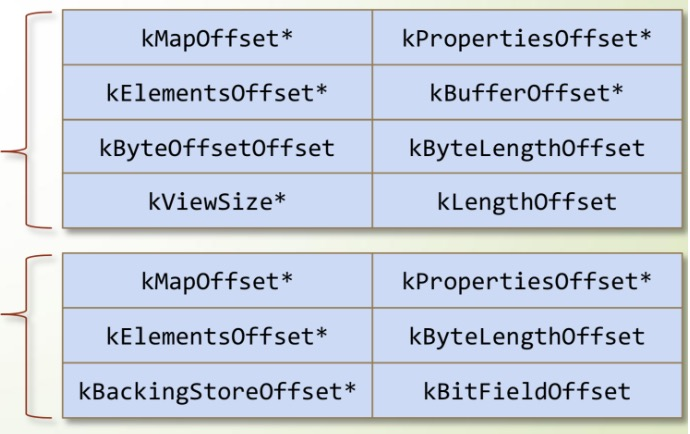 kMapOffset* kPropertiesOffset*
kElementsOffset* kBufferOffset*
kByteOffsetOffset kByteLengthOffset
kViewSize* kLengthOffset
kMapOffset* kPropertiesOffset*
kElementsOffset* kByteLengthOffset
kBackingStoreOffset* kBitFieldOffset